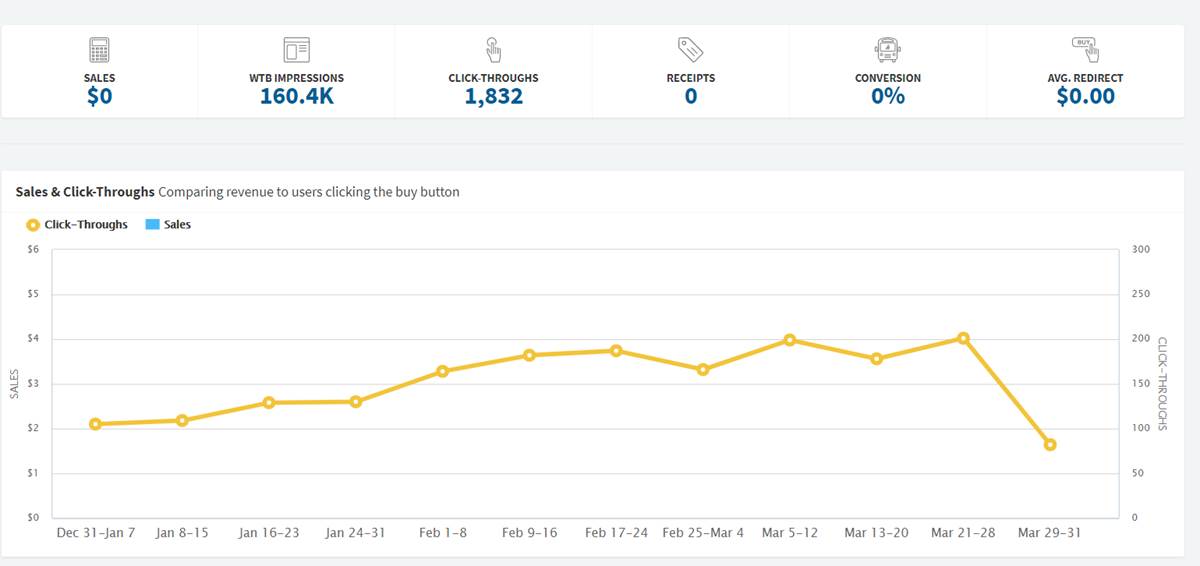 SALES
$0
WTB IMPRESSIONS
160.4K
CLICK-THROUGHS
1,832
RECEIPTS
0
CONVERSION
0%
BUY
AVG. REDIRECT
$0.00
Sales & Click-Throughs Comparing revenue to users clicking the buy button
Click-Throughs Sales
$6
$5
$4
$3
$2
$1
$0
SALES
300
250
200
150
100
50
0
CLICK-THROUGHS
Dec 31-Jan 7 Jan 8-15 Jan 16-23 Jan 24-31 Feb 1-8 Feb 9-16 Feb 17-24 Feb 25-Mar 4 Mar 5-12 Mar 13-20 Mar 21-28 Mar 29-31